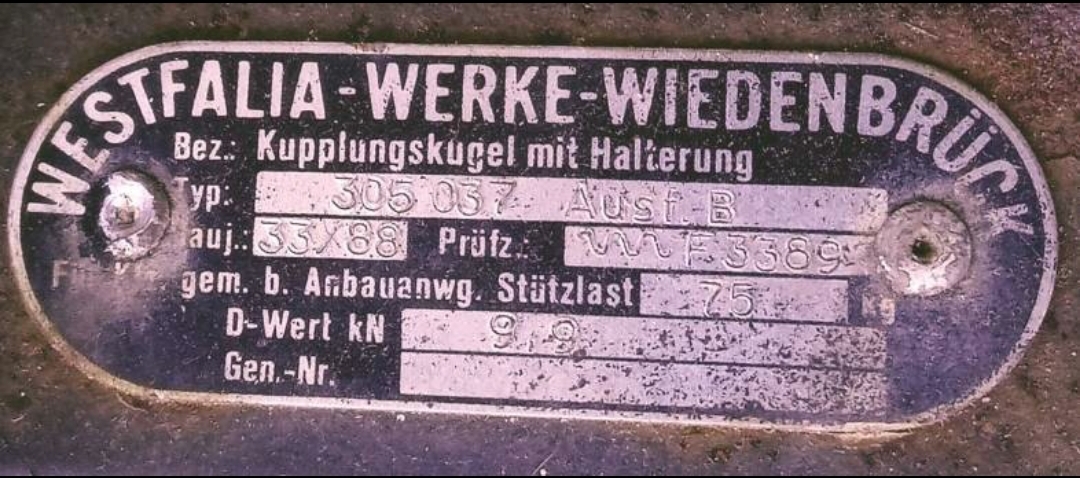 WESTFALIA-WERKE-WIEDENBRÜCK
Bez.: Kupplungskugel mit Halterung
Typ: 305 037 Ausf. B
Bauj.: 33/88 Prüfz.: F 3389
gem. b. Anbauanwg. Stützlast 75 kg
D-Wert kN 9,9
Gen.-Nr.